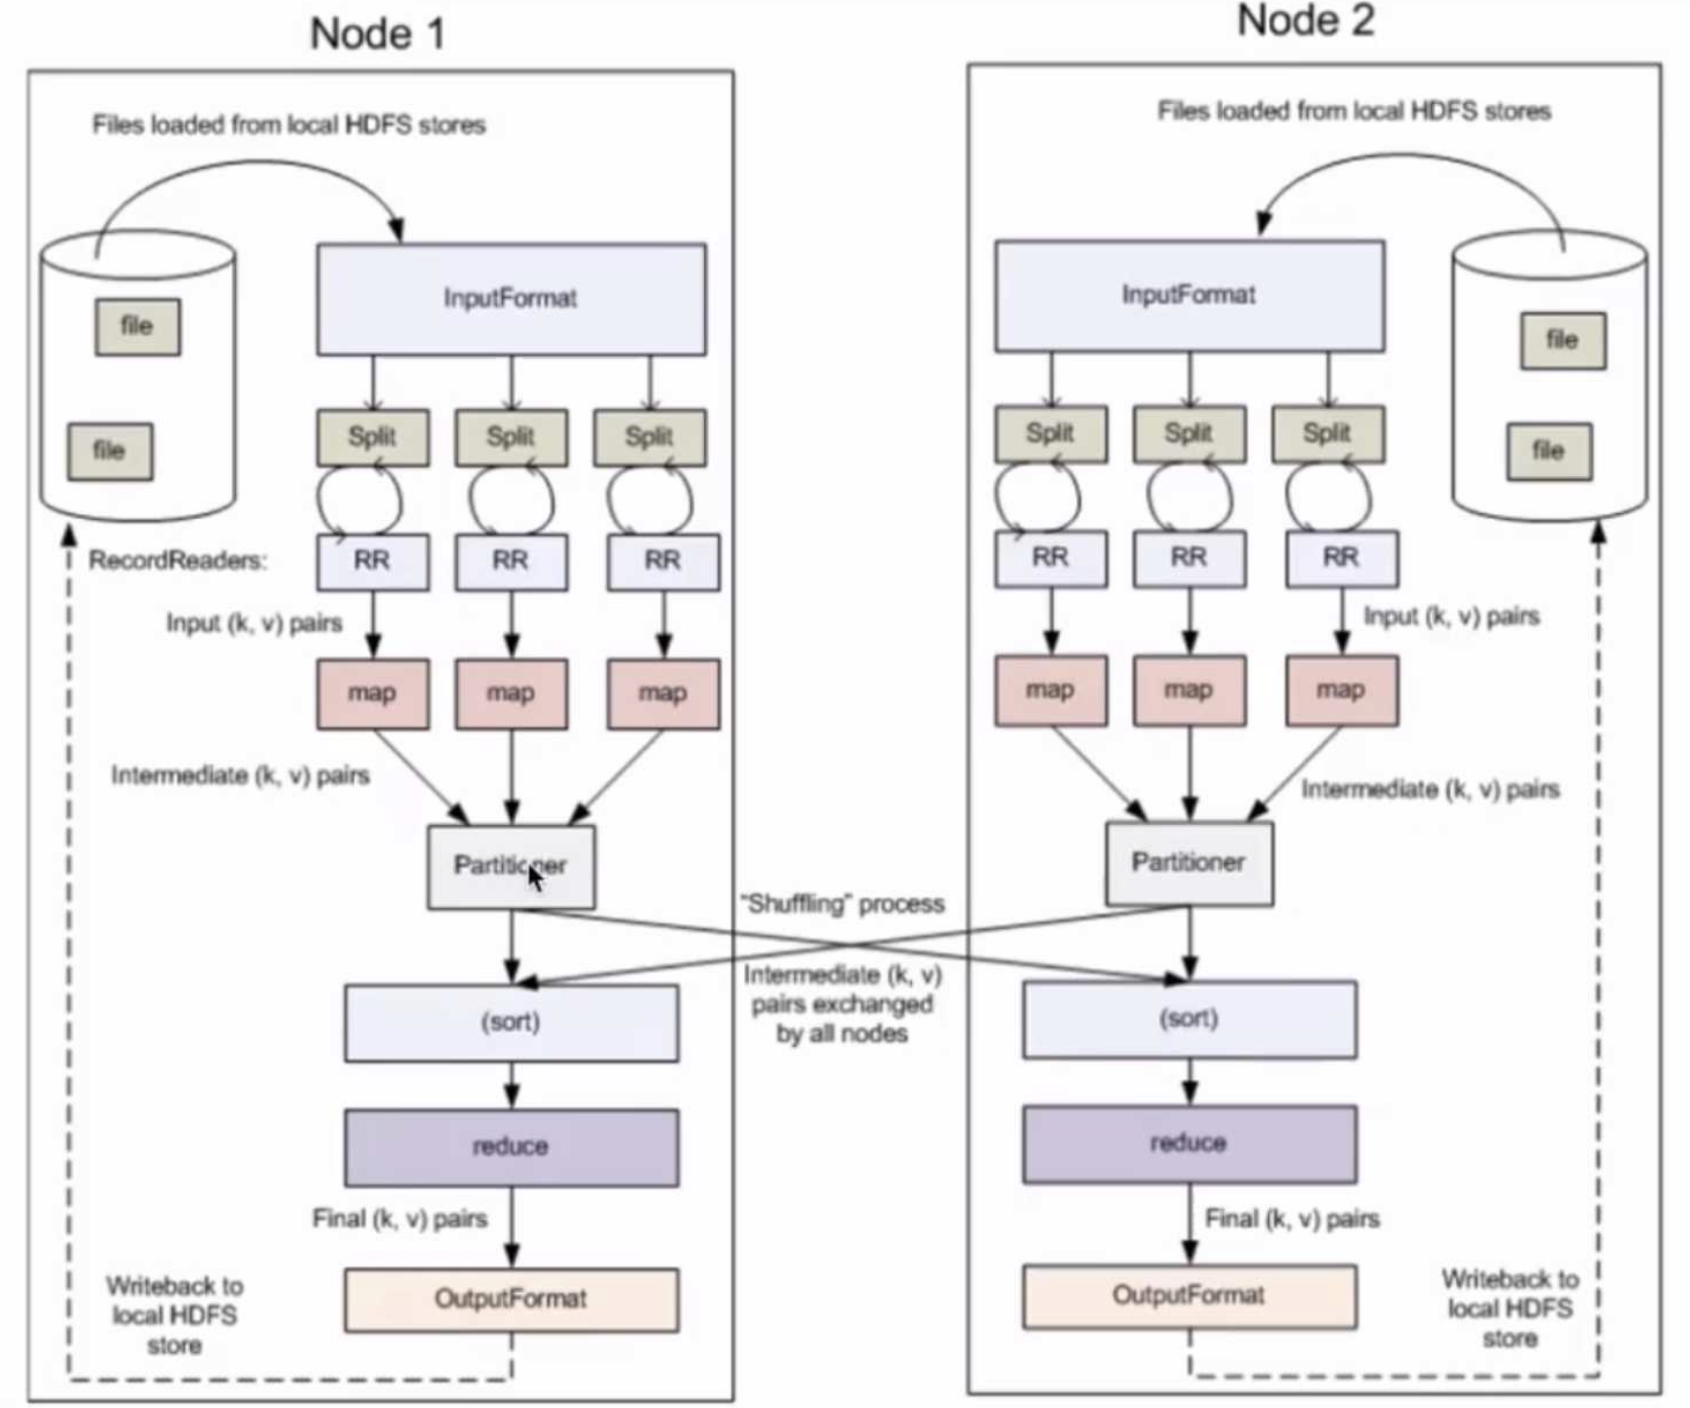 Node 1
Files loaded from local HDFS stores
InputFormat
file
file
Split Split Split
RecordReaders:
RR RR RR
Input (k, v) pairs
map map map
Intermediate (k, v) pairs
Partitioner
(sort)
reduce
Final (k, v) pairs
OutputFormat
Writeback to
local HDFS
store
"Shuffling" process
Intermediate (k, v)
pairs exchanged
by all nodes
Node 2
Files loaded from local HDFS stores
InputFormat
file
file
Split Split Split
RR RR RR
Input (k, v) pairs
map map map
Intermediate (k, v) pairs
Partitioner
(sort)
reduce
Final (k, v) pairs
OutputFormat
Writeback to
local HDFS
store